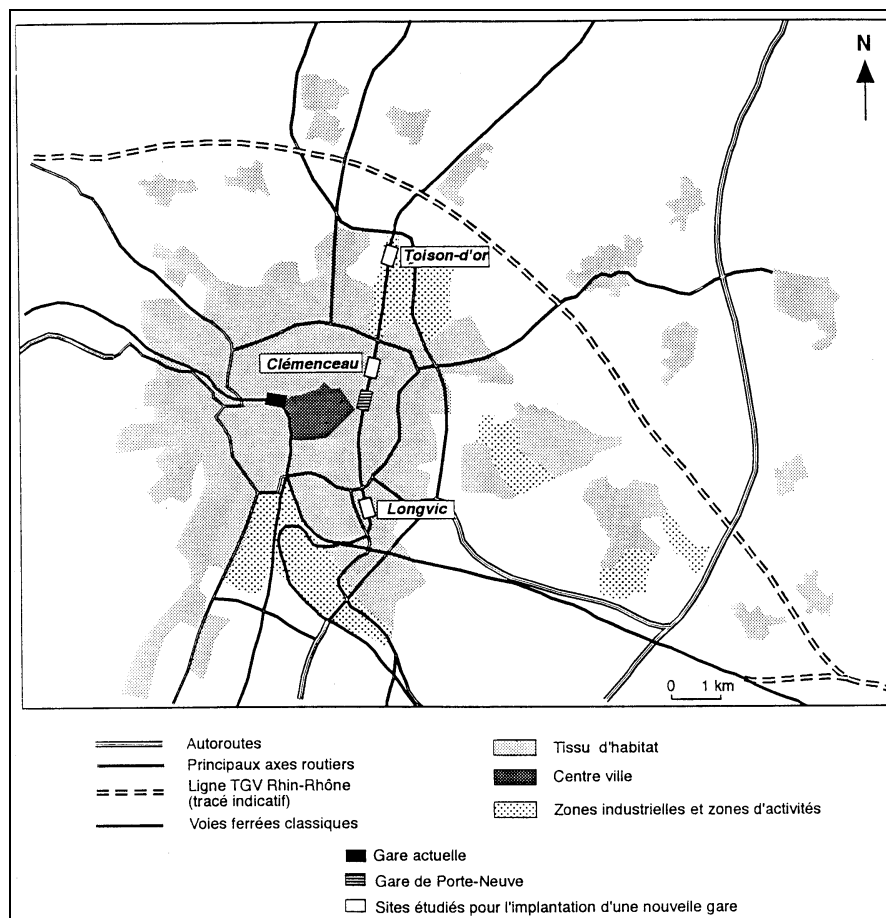 N
Toison-d'or
Clémenceau
Longvic
0 1 km
Autoroutes
Principaux axes routiers
Ligne TGV Rhin-Rhône
(tracé indicatif)
Voies ferrées classiques
Tissu d'habitat
Centre ville
Zones industrielles et zones d'activités
Gare actuelle
Gare de Porte-Neuve
Sites étudiés pour l'implantation d'une nouvelle gare